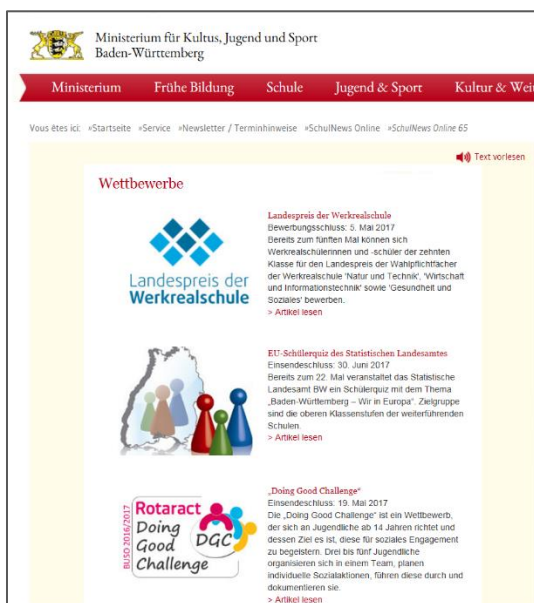 Ministerium für Kultus, Jugend und Sport
Baden-Württemberg
Ministerium Frühe Bildung Schule Jugend & Sport Kultur &
Vous êtes ici: »Startseite »Service »Newsletter / Terminhinweise »SchulNews Online »SchulNews Online 65
Text vorlesen
Wettbewerbe
Landespreis der
Werkrealschule
Landespreis der Werkrealschule
Bewerbungsschluss: 5. Mai 2017
Bereits zum fünften Mal können sich
Werkrealschülerinnen und -schüler der zehnten
Klasse für den Landespreis der Wahlpflichtfächer
der Werkrealschule 'Natur und Technik', 'Wirtschaft
und Informationstechnik' sowie 'Gesundheit und
Soziales' bewerben.
> Artikel lesen
EU-Schülerquiz des Statistischen Landesamtes
Einsendeschluss: 30. Juni 2017
Bereits zum 22. Mal veranstaltet das Statistische
Landesamt BW ein Schülerquiz mit dem Thema
„Baden-Württemberg – Wir in Europa“. Zielgruppe
sind die oberen Klassenstufen der weiterführenden
Schulen.
> Artikel lesen
BUSO 2016/2017
Rotaract
Doing
Good
Challenge
DGC
„Doing Good Challenge“
Einsendeschluss: 19. Mai 2017
Die „Doing Good Challenge“ ist ein Wettbewerb,
der sich an Jugendliche ab 14 Jahren richtet und
dessen Ziel es ist, diese für soziales Engagement
zu begeistern. Drei bis fünf Jugendliche
organisieren sich in einem Team, planen
individuelle Sozialaktionen, führen diese durch und
dokumentieren sie.
> Artikel lesen